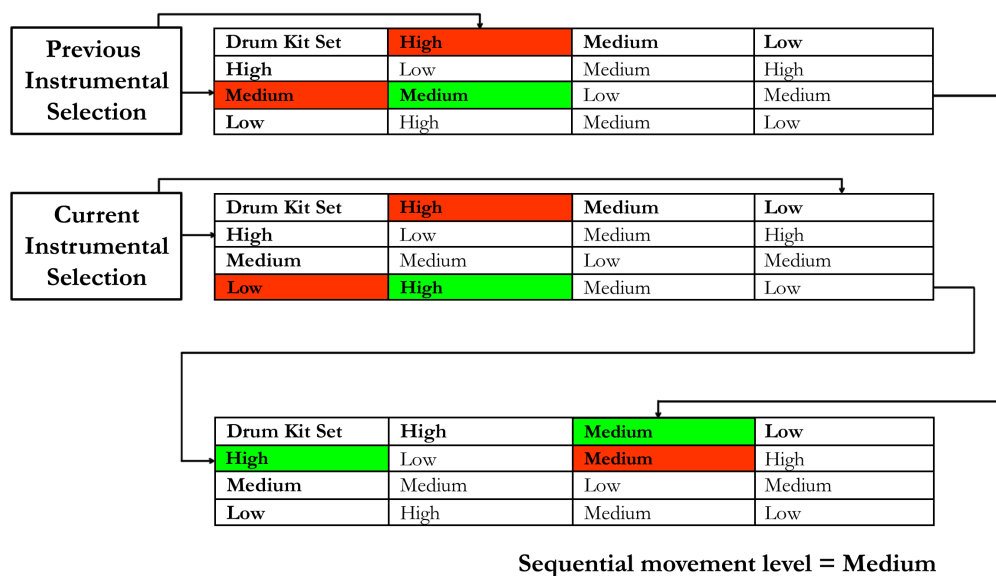 Previous
Instrumental
Selection
Drum Kit Set High Medium Low
High Low Medium High
Medium Medium Low Medium
Low High Medium Low
Current
Instrumental
Selection
Drum Kit Set High Medium Low
High Low Medium High
Medium Medium Low Medium
Low High Medium Low
Drum Kit Set High Medium Low
High Low Medium High
Medium Medium Low Medium
Low High Medium Low
Sequential movement level = Medium